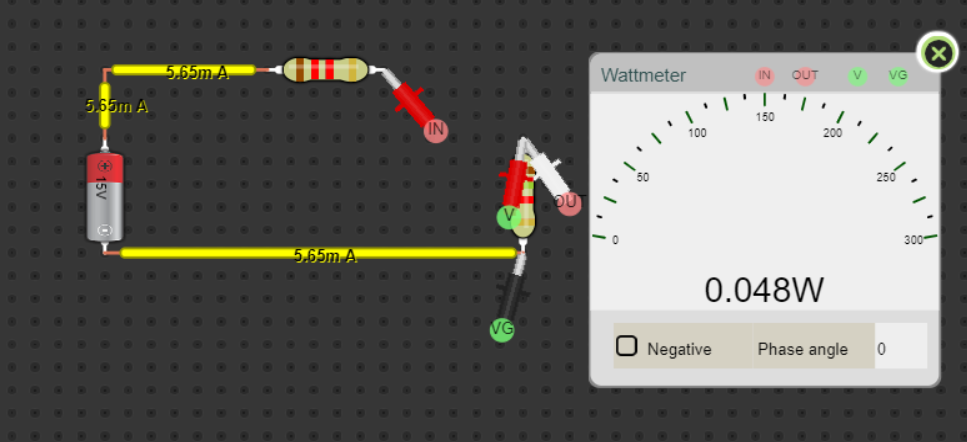 5.65m A
5.65m A
15V
5.65m A
IN
OUT
V
VG
Wattmeter IN OUT V VG
0 50 100 150 200 250 300
0.048W
Negative Phase angle 0